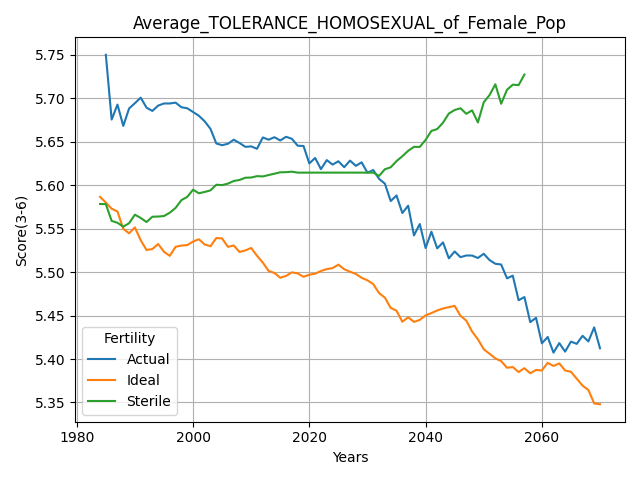 Average_TOLERANCE_HOMOSEXUAL_of_Female_Pop
5.75
5.70
5.65
5.60
5.55
5.50
5.45
5.40
5.35
Score(3-6)
Fertility
Actual
Ideal
Sterile
1980
2000
2020
2040
2060
Years